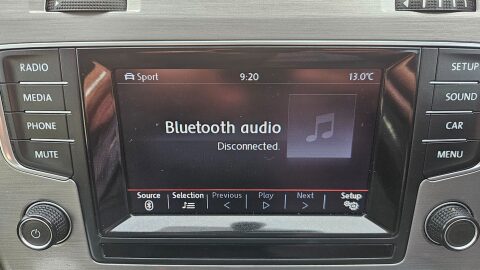 RADIO
MEDIA
PHONE
MUTE
Sport 9:20 13.0°C
Bluetooth audio
Disconnected.
Source Selection Previous Play Next Setup
SETUP
SOUND
CAR
MENU